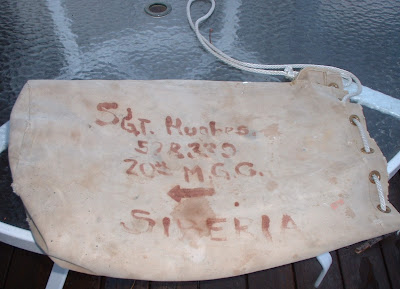 SGT. Hughes
528330
20th M.G.C.
SIBERIA